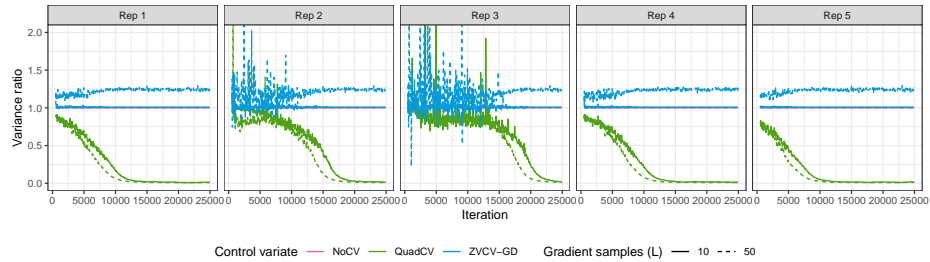 Rep 1 Rep 2 Rep 3 Rep 4 Rep 5
2.0
1.5
1.0
0.5
0.0
Variance ratio
0 5000 10000 15000 20000 25000 0 5000 10000 15000 20000 25000 0 5000 10000 15000 20000 25000 0 5000 10000 15000 20000 25000 0 5000 10000 15000 20000 25000
Iteration
Control variate NoCV QuadCV ZVCV−GD Gradient samples (L) 10 50